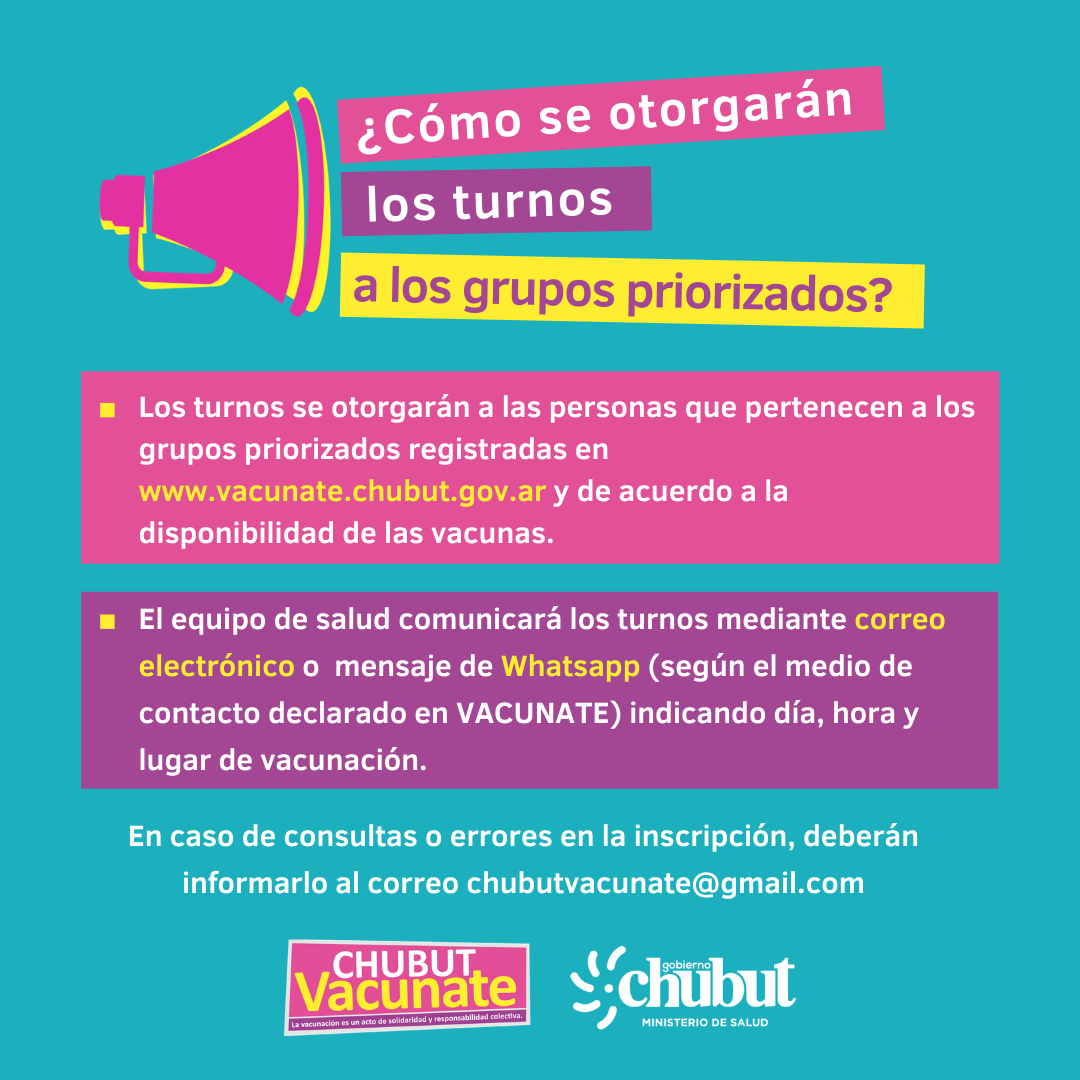 ¿Cómo se otorgarán
los turnos
a los grupos priorizados?
Los turnos se otorgarán a las personas que pertenecen a los
grupos priorizados registradas en
www.vacunate.chubut.gov.ar y de acuerdo a la
disponibilidad de las vacunas.
El equipo de salud comunicará los turnos mediante correo
electrónico o mensaje de Whatsapp (según el medio de
contacto declarado en VACUNATE) indicando día, hora y
lugar de vacunación.
En caso de consultas o errores en la inscripción, deberán
informarlo al correo chubutvacunate@gmail.com
CHUBUT
Vacunate
La vacunación es un acto de solidaridad y responsabilidad colectiva.
gobierno
chubut
MINISTERIO DE SALUD